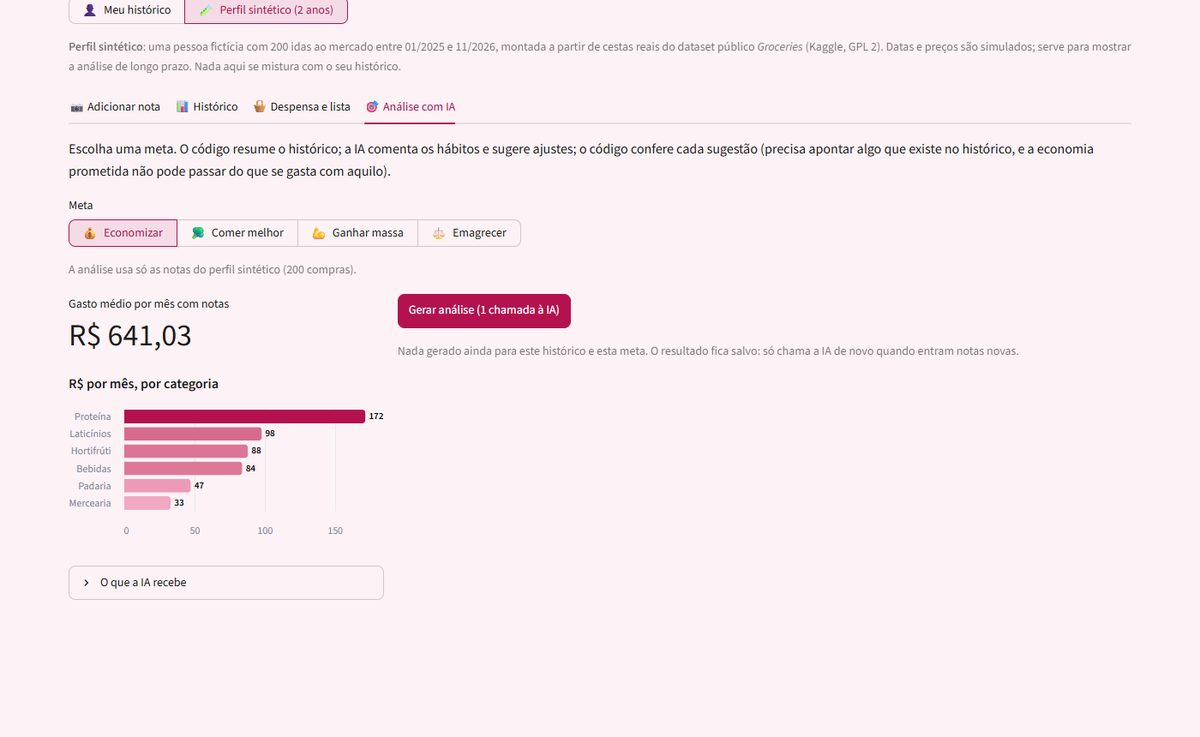 Meu histórico
Perfil sintético (2 anos)
Perfil sintético: uma pessoa fictícia com 200 idas ao mercado entre 01/2025 e 11/2026, montada a partir de cestas reais do dataset público Groceries (Kaggle, GPL 2). Datas e preços são simulados; serve para mostrar
a análise de longo prazo. Nada aqui se mistura com o seu histórico.
Adicionar nota
Histórico
Despensa e lista
Análise com IA
Escolha uma meta. O código resume o histórico; a IA comenta os hábitos e sugere ajustes; o código confere cada sugestão (precisa apontar algo que existe no histórico, e a economia
prometida não pode passar do que se gasta com aquilo).
Meta
Economizar
Comer melhor
Ganhar massa
Emagrecer
A análise usa só as notas do perfil sintético (200 compras).
Gasto médio por mês com notas
R$ 641,03
Gerar análise (1 chamada à IA)
Nada gerado ainda para este histórico e esta meta. O resultado fica salvo: só chama a IA de novo quando entram notas novas.
R$ por mês, por categoria
Proteína 172
Laticínios 98
Hortifrúti 88
Bebidas 84
Padaria 47
Mercearia 33
0 50 100 150
O que a IA recebe